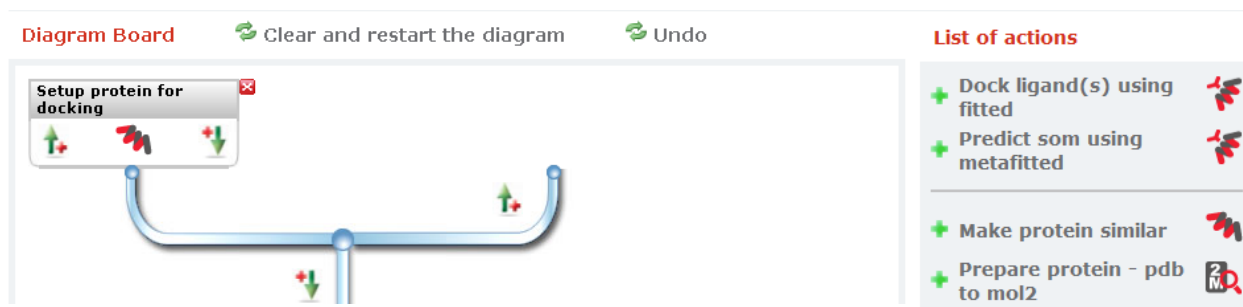 Diagram Board
Clear and restart the diagram
Undo
List of actions
Setup protein for
docking
Dock ligand(s) using
fitted
Predict som using
metafitted
Make protein similar
Prepare protein - pdb
to mol2
2
M